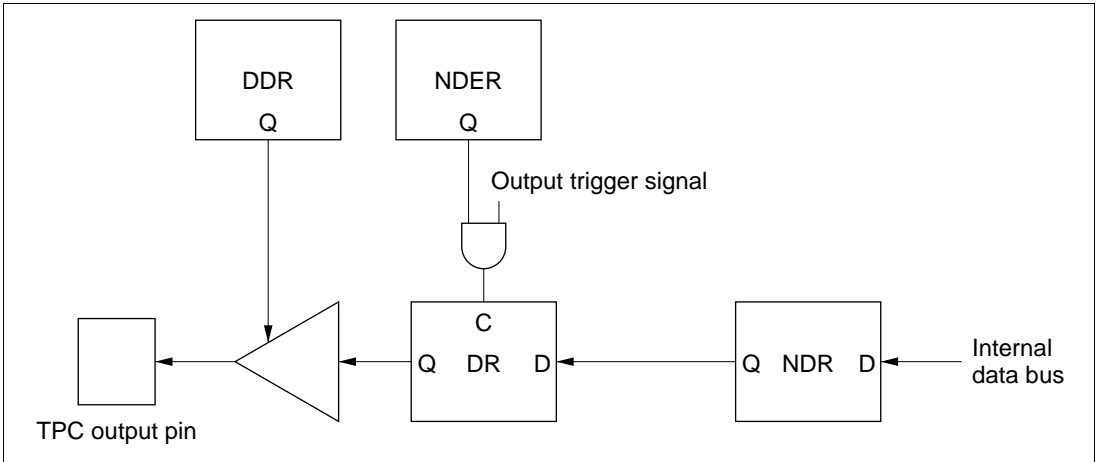 DDR
Q
NDER
Q
Output trigger signal
C
Q DR D
Q NDR D
Internal
data bus
TPC output pin